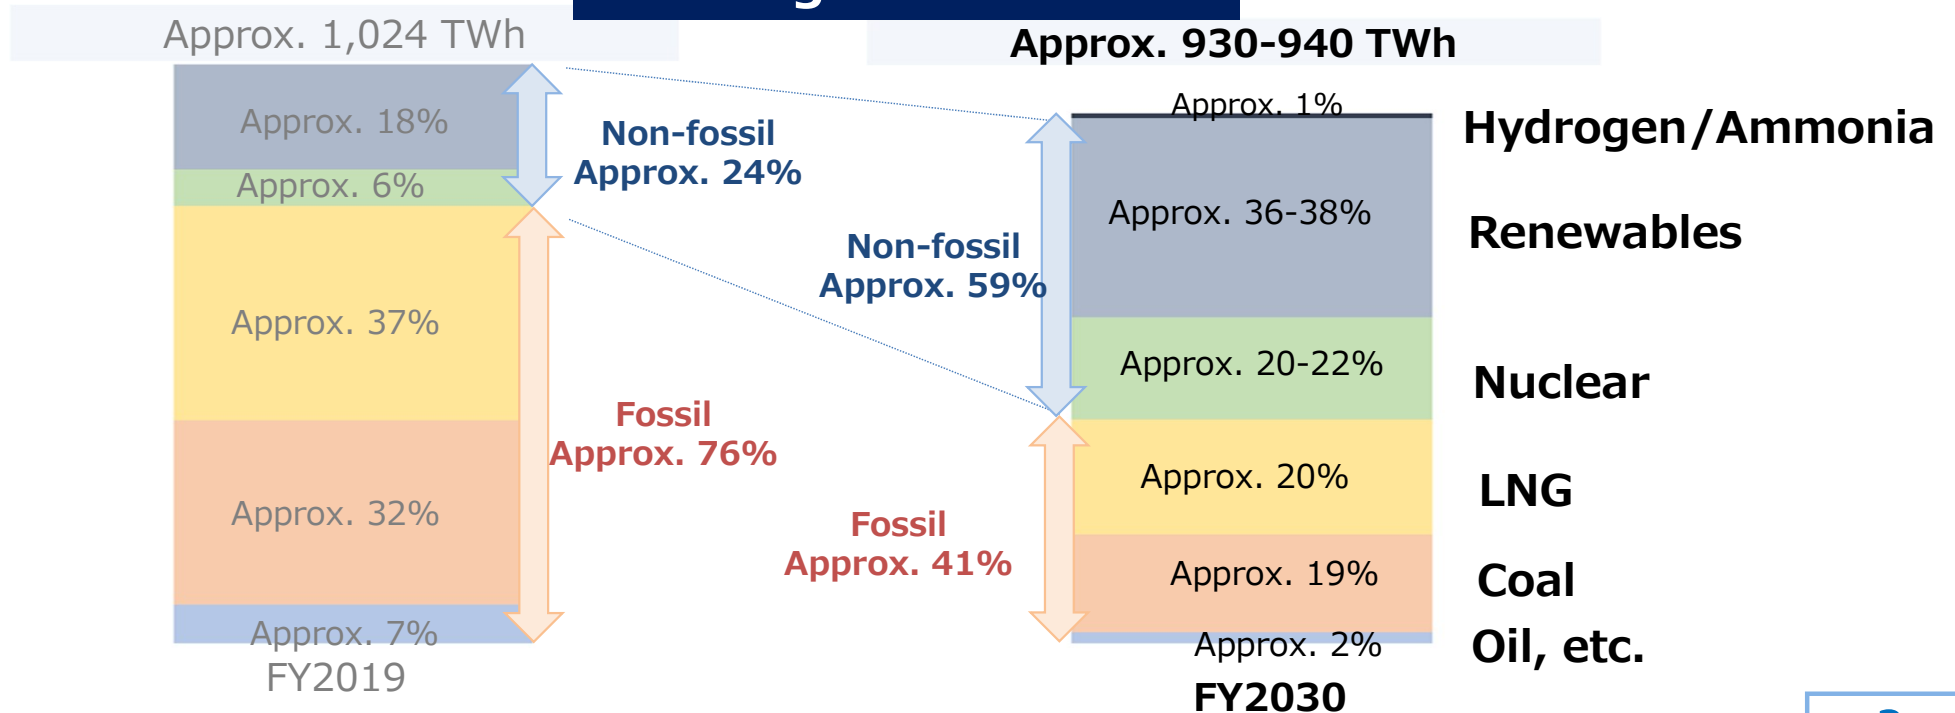 Approx. 1,024 TWh
Approx. 18%
Approx. 6%
Approx. 37%
Approx. 32%
Approx. 7%
FY2019
Non-fossil
Approx. 24%
Fossil
Approx. 76%
Approx. 930-940 TWh
Non-fossil
Approx. 59%
Fossil
Approx. 41%
Approx. 1%
Approx. 36-38%
Approx. 20-22%
Approx. 20%
Approx. 19%
Approx. 2%
FY2030
Hydrogen/Ammonia
Renewables
Nuclear
LNG
Coal
Oil, etc.